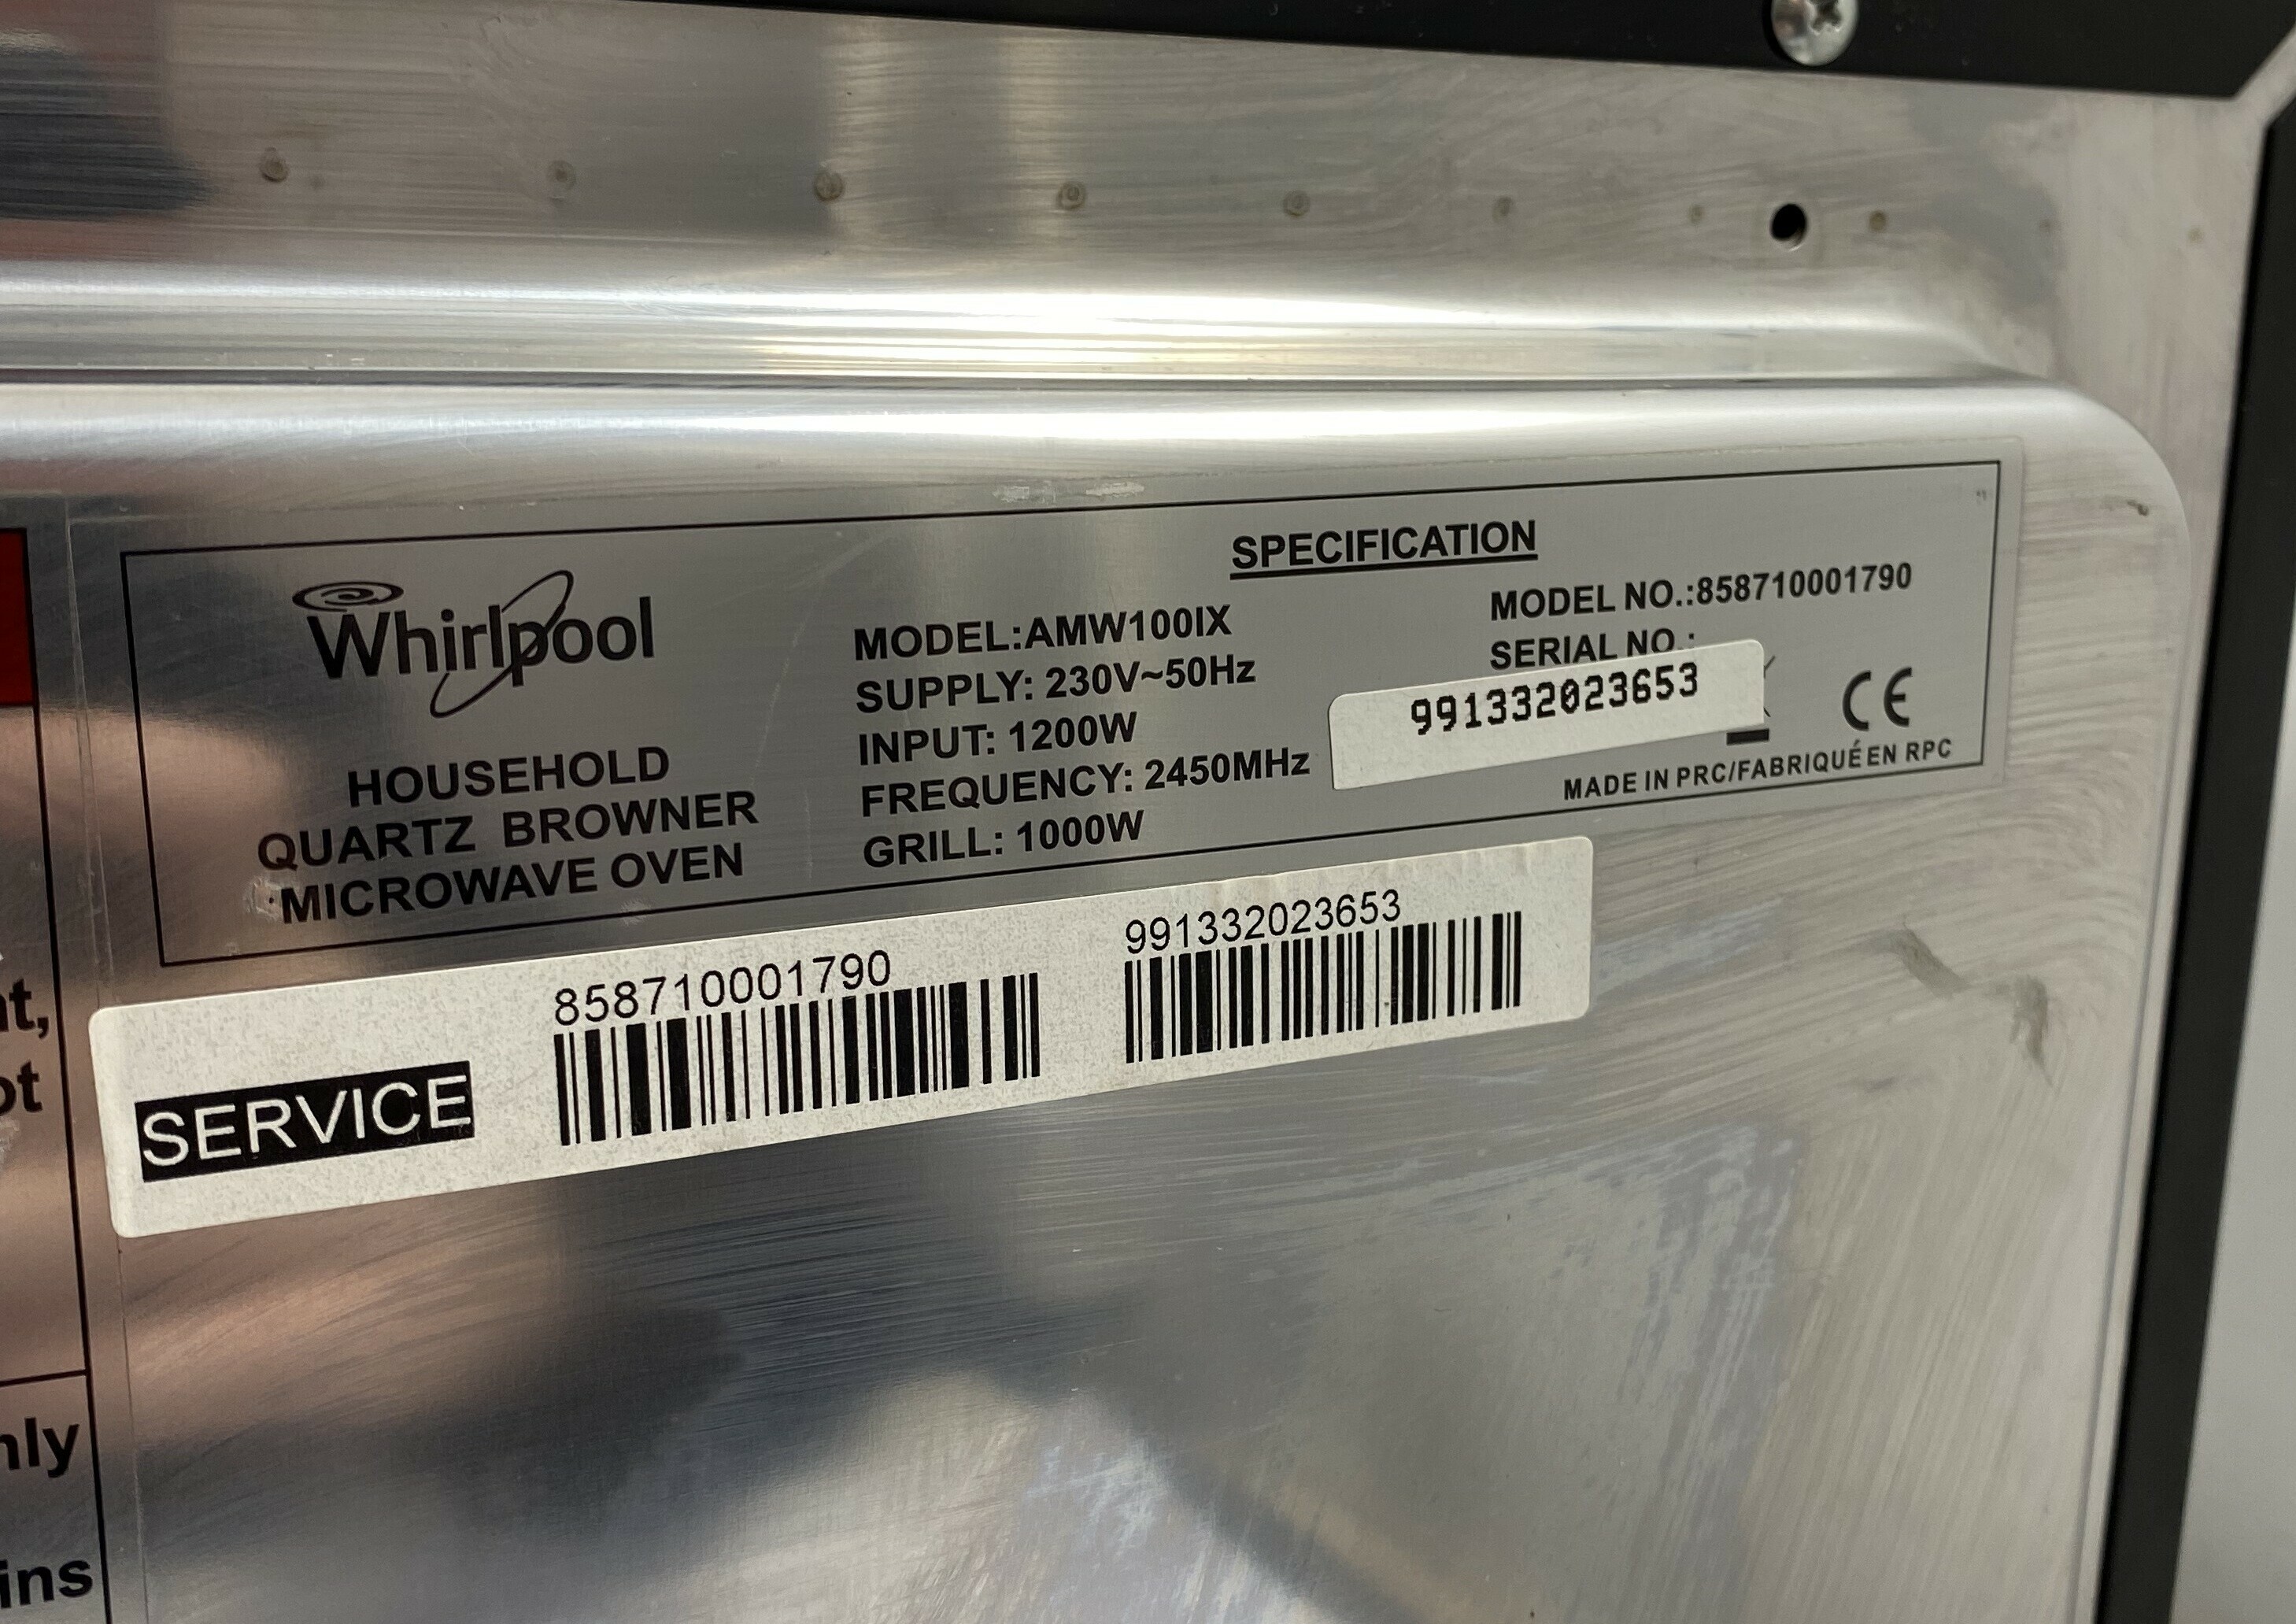 SPECIFICATION
Whirlpool
HOUSEHOLD
QUARTZ BROWNER
MICROWAVE OVEN
MODEL:AMW100IX
SUPPLY: 230V~50Hz
INPUT: 1200W
FREQUENCY: 2450MHz
GRILL: 1000W
MODEL NO.:858710001790
SERIAL NO.:
991332023653
CE
MADE IN PRC/FABRIQUÉ EN RPC
SERVICE
858710001790
991332023653
nly